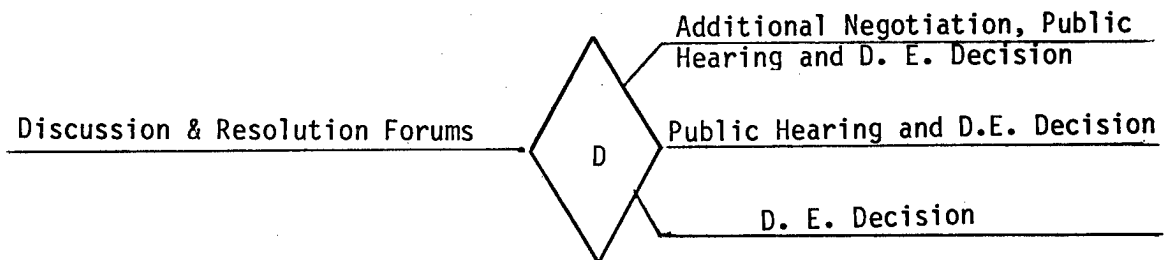 Additional Negotiation, Public
Hearing and D. E. Decision
Discussion & Resolution Forums
D
Public Hearing and D.E. Decision
D. E. Decision